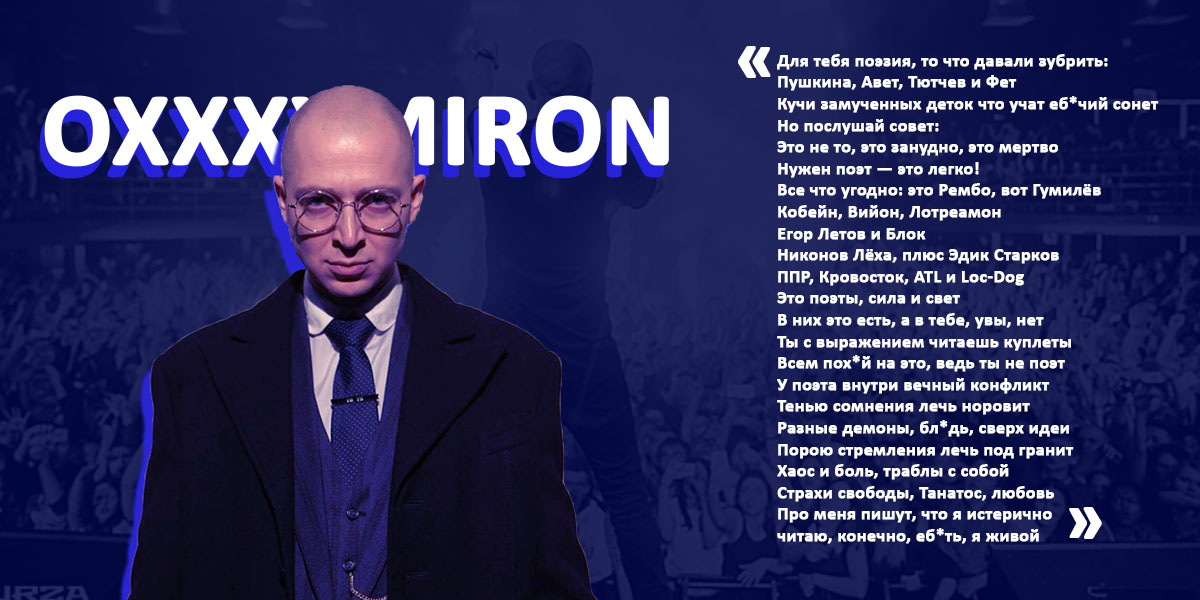 OXXXYMIRON
«
Для тебя поэзия, то что давали зубрить:
Пушкина, Авет, Тютчев и Фет
Кучи замученных деток что учат еб*чий сонет
Но послушай совет:
Это не то, это занудно, это мертво
Нужен поэт — это легко!
Все что угодно: это Рембо, вот Гумилёв
Кобейн, Вийон, Лотреамон
Егор Летов и Блок
Никонов Лёха, плюс Эдик Старков
ППР, Кровосток, ATL и Loc-Dog
Это поэты, сила и свет
В них это есть, а в тебе, увы, нет
Ты с выражением читаешь куплеты
Всем пох*й на это, ведь ты не поэт
У поэта внутри вечный конфликт
Тенью сомнения лечь норовит
Разные демоны, бл*дь, сверх идеи
Порою стремления лечь под гранит
Хаос и боль, траблы с собой
Страхи свободы, Танатос, любовь
Про меня пишут, что я истерично
читаю, конечно, еб*ть, я живой
»
URZA